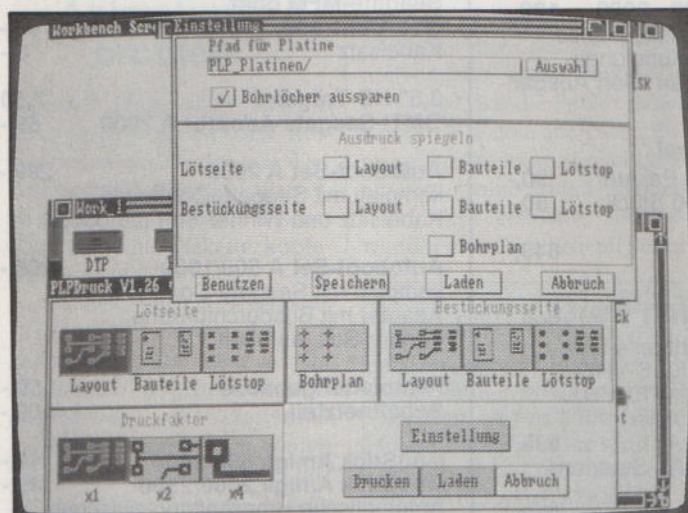 Workbench Scr
Einstellung
Pfad für Platine
PLP_Platinen/
Auswahl
SK
Bohrlöcher aussparen
Ausdruck spiegeln
Lötseite Layout Bauteile Lötstop
Bestückungsseite Layout Bauteile Lötstop
Bohrplan
Benutzen Speichern Laden Abbruch
Work_1
DTP
PLPDruck V1.26
Lötseite Bestückungsseite
Layout Bauteile Lötstop Bohrplan Layout Bauteile Lötstop
ck
t
Druckfaktor
Einstellung
x1 x2 x4
Drucken Laden Abbruch